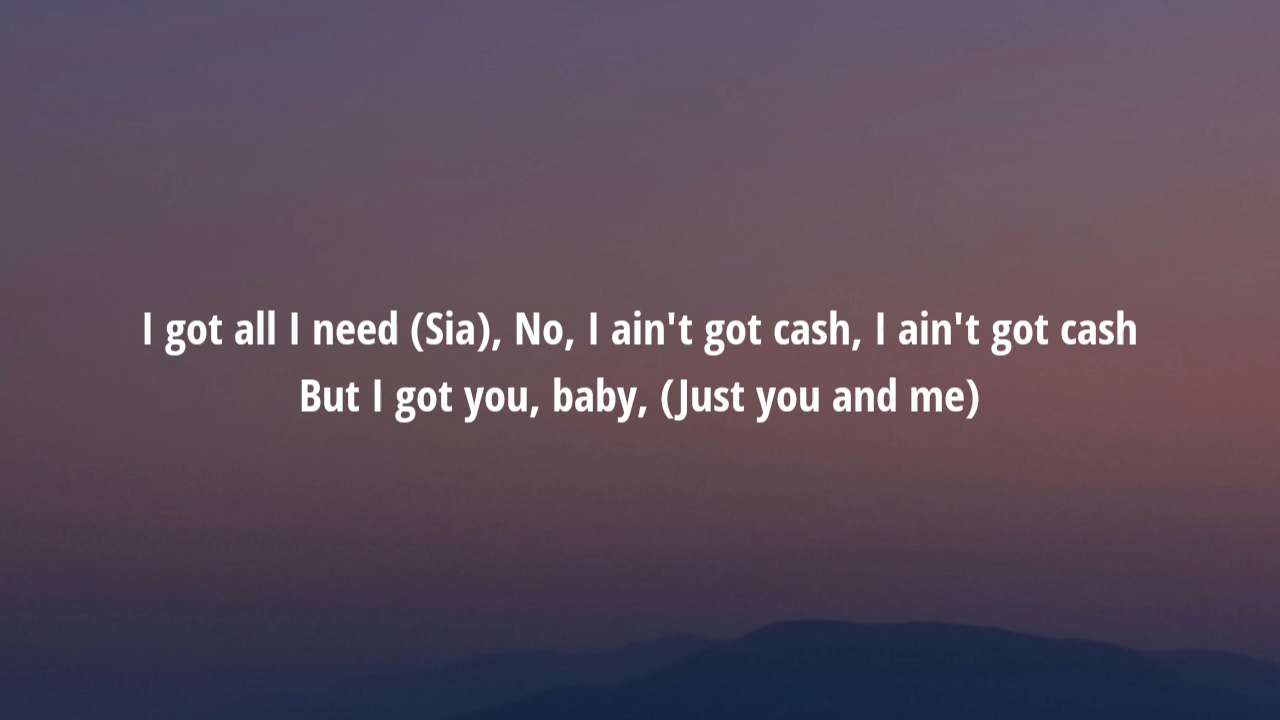 I got all I need (Sia), No, I ain't got cash, I ain't got cash
But I got you, baby, (Just you and me)